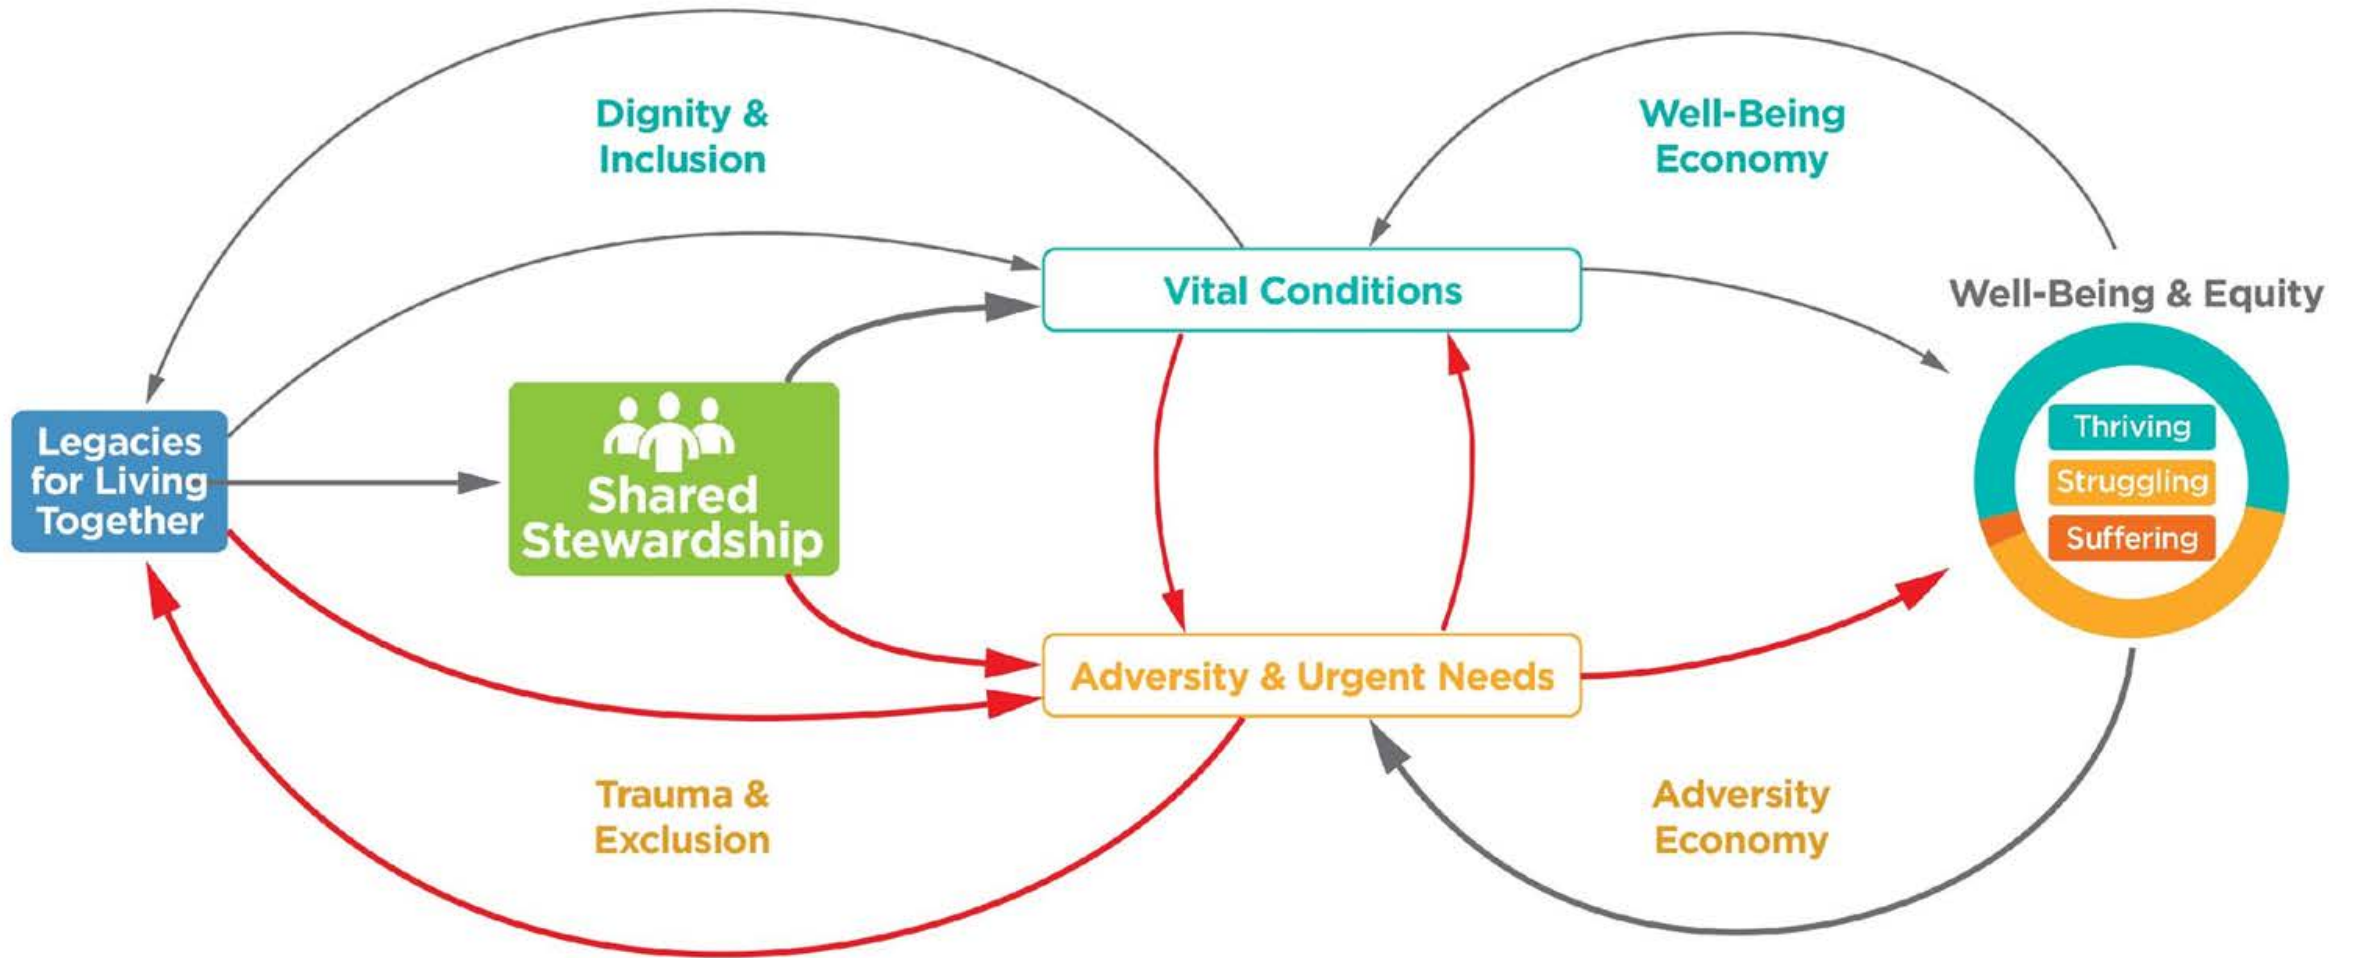 Dignity &
Inclusion
Well-Being
Economy
Vital Conditions
Well-Being & Equity
Legacies
for Living
Together
Shared
Stewardship
Thriving
Struggling
Suffering
Adversity & Urgent Needs
Trauma &
Exclusion
Adversity
Economy